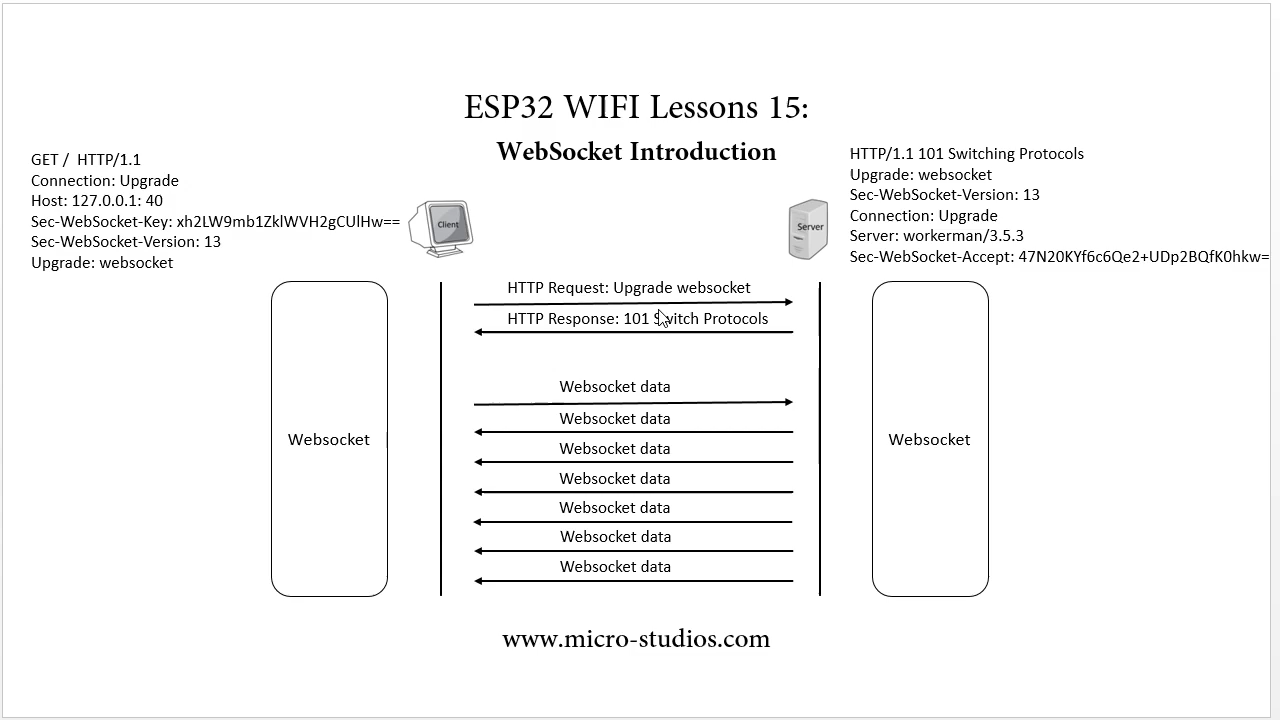 ESP32 WIFI Lessons 15:
WebSocket Introduction
GET / HTTP/1.1
Connection: Upgrade
Host: 127.0.0.1: 40
Sec-WebSocket-Key: xh2LW9mb1ZklWVH2gCUlHw==
Sec-WebSocket-Version: 13
Upgrade: websocket
Client
Server
HTTP/1.1 101 Switching Protocols
Upgrade: websocket
Sec-WebSocket-Version: 13
Connection: Upgrade
Server: workerman/3.5.3
Sec-WebSocket-Accept: 47N20KYf6c6Qe2+UDp2BQfK0hkw=
HTTP Request: Upgrade websocket
HTTP Response: 101 Switch Protocols
Websocket data
Websocket data
Websocket data
Websocket data
Websocket data
Websocket data
Websocket data
Websocket
Websocket
www.micro-studios.com